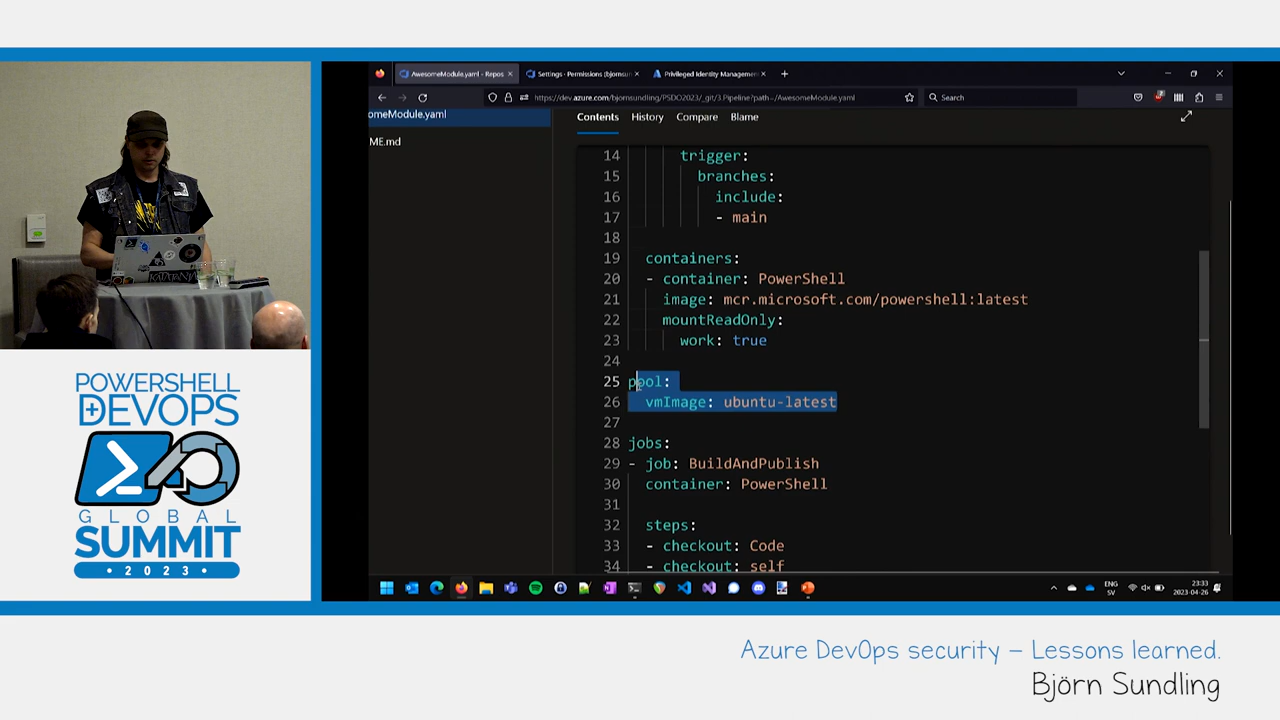 AwesomeModule.yaml - Repos
Settings · Permissions (bjornsun
Privileged Identity Management
https://dev.azure.com/bjornsundling/PSDO2023/_git/3.Pipeline?path=/AwesomeModule.yaml
Search
omeModule.yaml
ME.md
Contents
History
Compare
Blame
14 trigger:
15 branches:
16 include:
17 - main
18
19 containers:
20 - container: PowerShell
21 image: mcr.microsoft.com/powershell:latest
22 mountReadOnly:
23 work: true
24
25 pool:
26 vmImage: ubuntu-latest
27
28 jobs:
29 - job: BuildAndPublish
30 container: PowerShell
31
32 steps:
33 - checkout: Code
34 - checkout: self
ENG
SV
23:33
2023-04-26
POWERSHELL
+DEVOPS
GLOBAL
SUMMIT
• 2023 •
Azure DevOps security – Lessons learned.
Björn Sundling